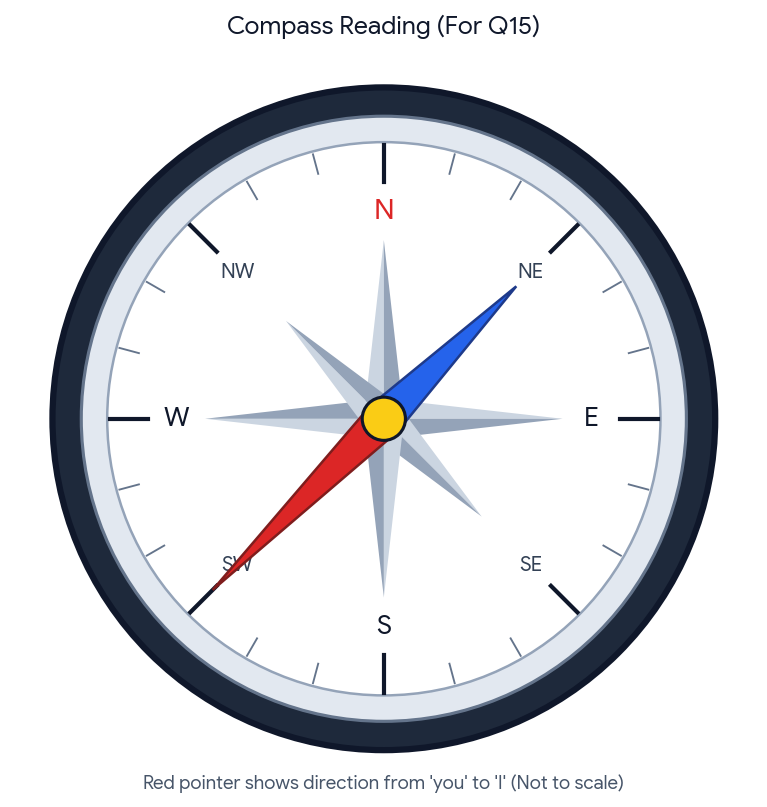 Compass Reading (For Q15)
N
NW
NE
W
E
SW
SE
S
Red pointer shows direction from 'you' to 'I' (Not to scale)